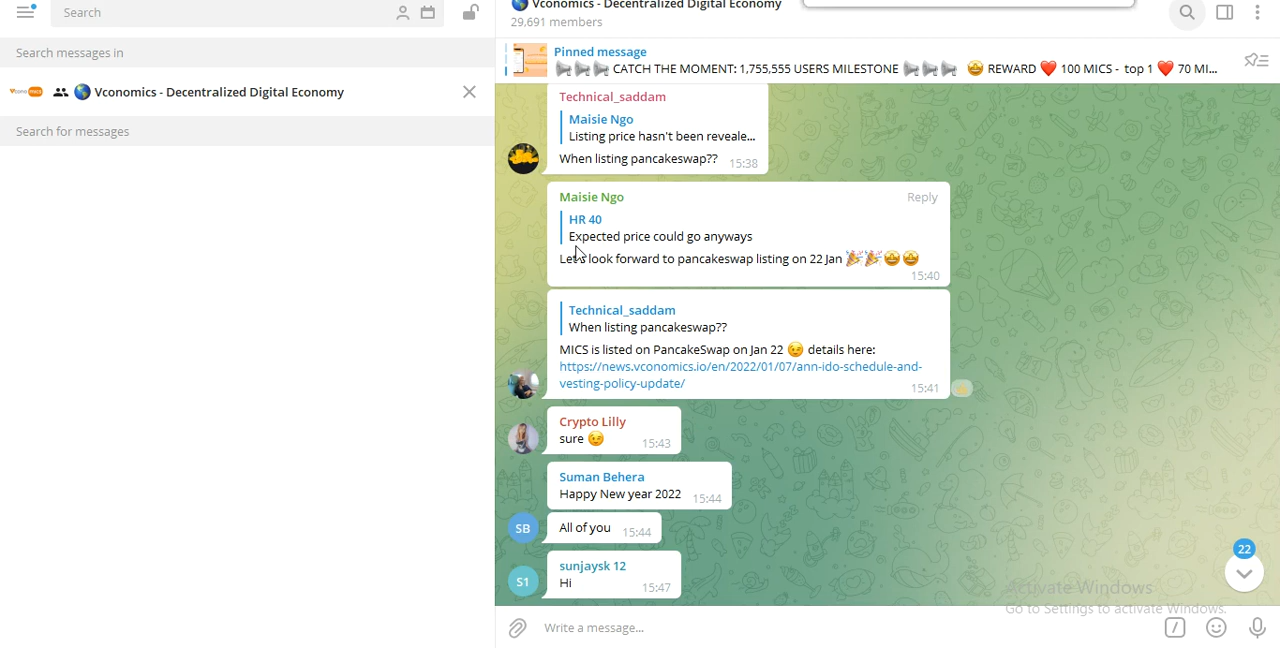 Search
Search messages in
Vconomics - Decentralized Digital Economy
Search for messages
Vconomics - Decentralized Digital Economy
29,691 members
Pinned message
📢📢📢 CATCH THE MOMENT: 1,755,555 USERS MILESTONE 📢📢📢 🤩 REWARD ❤️ 100 MICS - top 1 ❤️ 70 MI...
Technical_saddam
Maisie Ngo
Listing price hasn't been reveale...
When listing pancakeswap?? 15:38
Maisie Ngo Reply
HR 40
Expected price could go anyways
Let's look forward to pancakeswap listing on 22 Jan 🎉🎉🤩🤩
15:40
Technical_saddam
When listing pancakeswap??
MICS is listed on PancakeSwap on Jan 22 😉 details here:
https://news.vconomics.io/en/2022/01/07/ann-ido-schedule-and-
vesting-policy-update/ 15:41
Crypto Lilly
sure 😉 15:43
Suman Behera
Happy New year 2022 15:44
SB All of you 15:44
sunjaysk 12
S1 Hi 15:47
22
Activate Windows
Go to Settings to activate Windows.
Write a message...